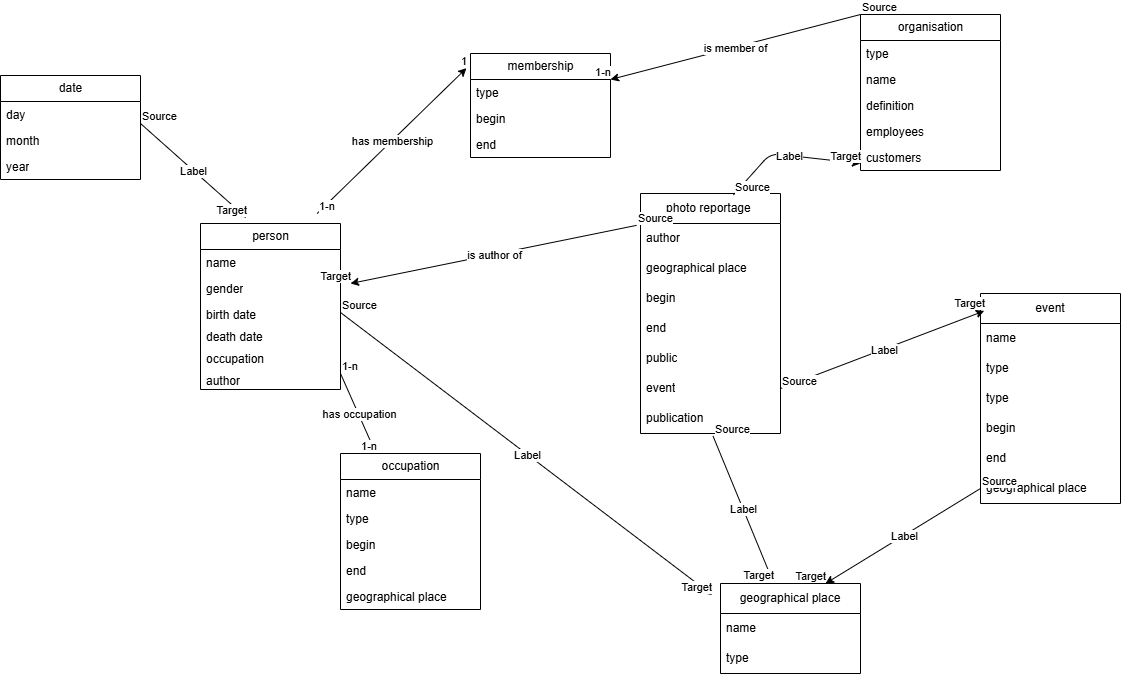 Source
organisation
type
name
definition
employees
customers
is member of
1
1-n
membership
type
begin
end
has membership
1-n
date
day
month
year
Source
Label
Target
Label
Target
Source
photo reportage
Source
author
geographical place
begin
end
public
event
publication
is author of
Target
person
name
gender
birth date
death date
occupation
author
Source
1-n
has occupation
1-n
occupation
name
type
begin
end
geographical place
Label
Target
Source
Label
Target
event
name
type
type
begin
end
geographical place
Source
Label
Target
Source
Label
Target
geographical place
name
type